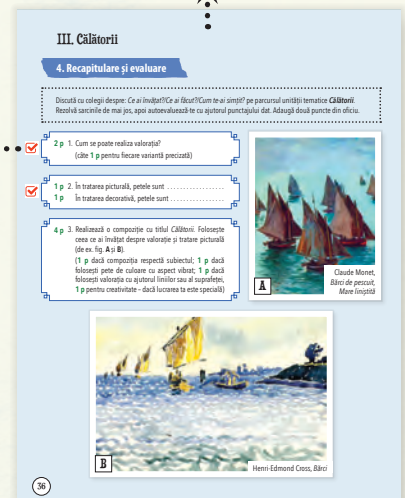 III. Călătorii
4. Recapitulare și evaluare
Discută cu colegii despre: Ce ai învățat?/Ce ai făcut?/Cum te-ai simțit? pe parcursul unității tematice Călătorii.
Rezolvă sarcinile de mai jos, apoi autoevaluează-te cu ajutorul punctajului dat. Adaugă două puncte din oficiu.
2 p 1. Cum se poate realiza valorația?
(câte 1 p pentru fiecare variantă precizată)
1 p 2. În tratarea picturală, petele sunt ..................
1 p În tratarea decorativă, petele sunt .................
4 p 3. Realizează o compoziție cu titlul Călătorii. Folosește
ceea ce ai învățat despre valorație și tratare picturală
(de ex. fig. A și B).
(1 p dacă compoziția respectă subiectul; 1 p dacă
folosești pete de culoare cu aspect vibrat; 1 p dacă
folosești valorația cu ajutorul liniilor sau al suprafeței,
1 p pentru creativitate - dacă lucrarea ta este specială)
A
Claude Monet,
Bărci de pescuit,
Mare liniștită
B
Henri-Edmond Cross, Bărci
36